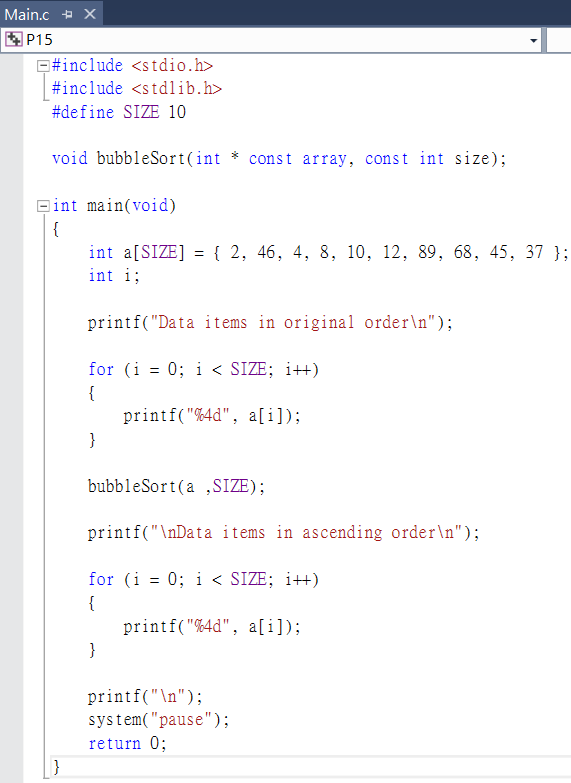 Main.c
P15
#include <stdio.h>
#include <stdlib.h>
#define SIZE 10
void bubbleSort(int * const array, const int size);
int main(void)
{
int a[SIZE] = { 2, 46, 4, 8, 10, 12, 89, 68, 45, 37 };
int i;
printf("Data items in original order\n");
for (i = 0; i < SIZE; i++)
{
printf("%4d", a[i]);
}
bubbleSort(a ,SIZE);
printf("\nData items in ascending order\n");
for (i = 0; i < SIZE; i++)
{
printf("%4d", a[i]);
}
printf("\n");
system("pause");
return 0;
}